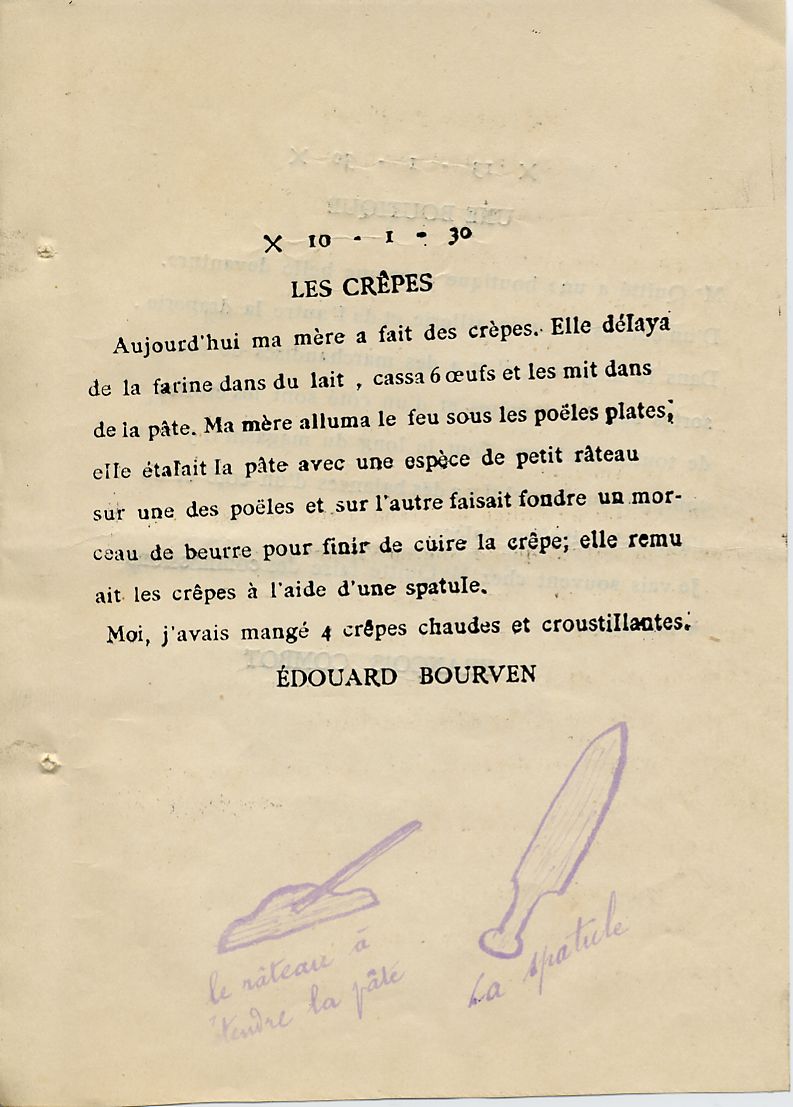 X 10 - 1 - 30
LES CRÊPES
Aujourd'hui ma mère a fait des crèpes. Elle délaya
de la farine dans du lait , cassa 6 œufs et les mit dans
de la pâte. Ma mère alluma le feu sous les poëles plates;
elle étalait la pâte avec une espèce de petit râteau
sur une des poëles et sur l'autre faisait fondre un mor-
ceau de beurre pour finir de cuire la crêpe; elle remu
ait les crêpes à l'aide d'une spatule.
Moi, j'avais mangé 4 crêpes chaudes et croustillantes.
ÉDOUARD BOURVEN
le râteau à
étendre la pâte
La spatule